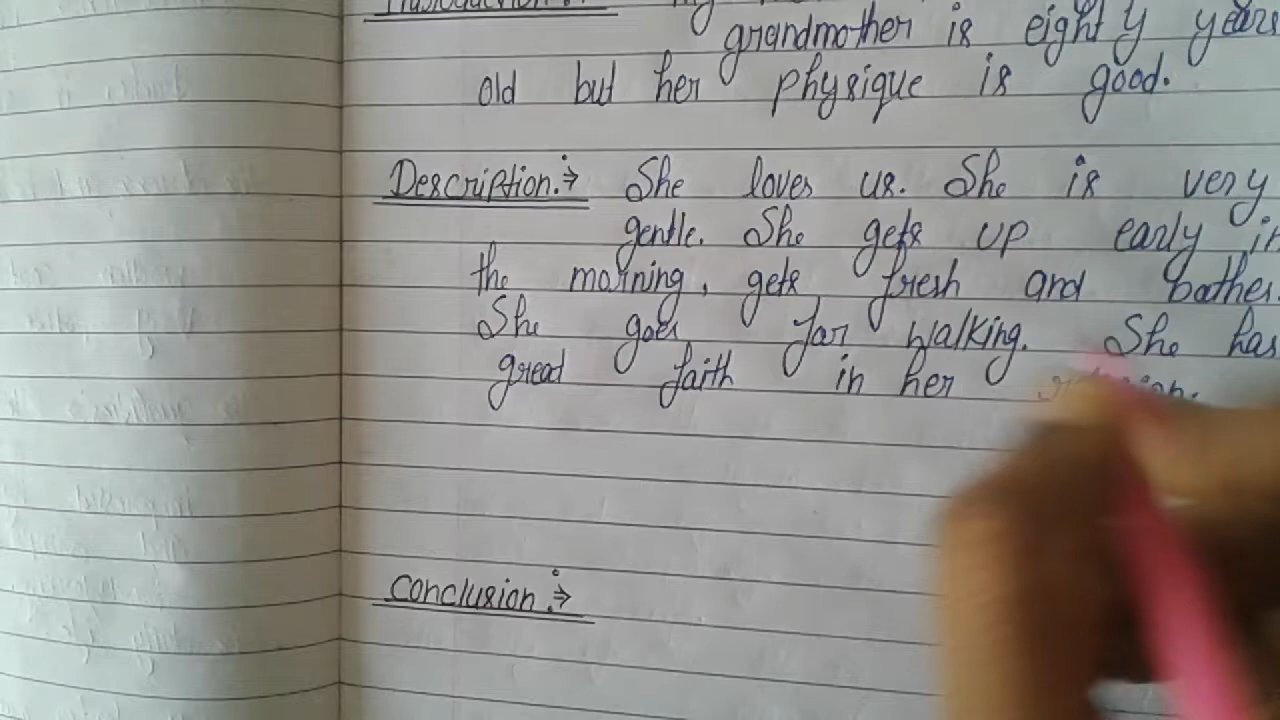 Introduction :→ My
grandmother is eighty years
old but her physique is good.
Description :→ She loves us. She is very
gentle. She gets up early in
the morning, gets fresh and bathes.
She goes for walking. She has
great faith in her
Conclusion :→